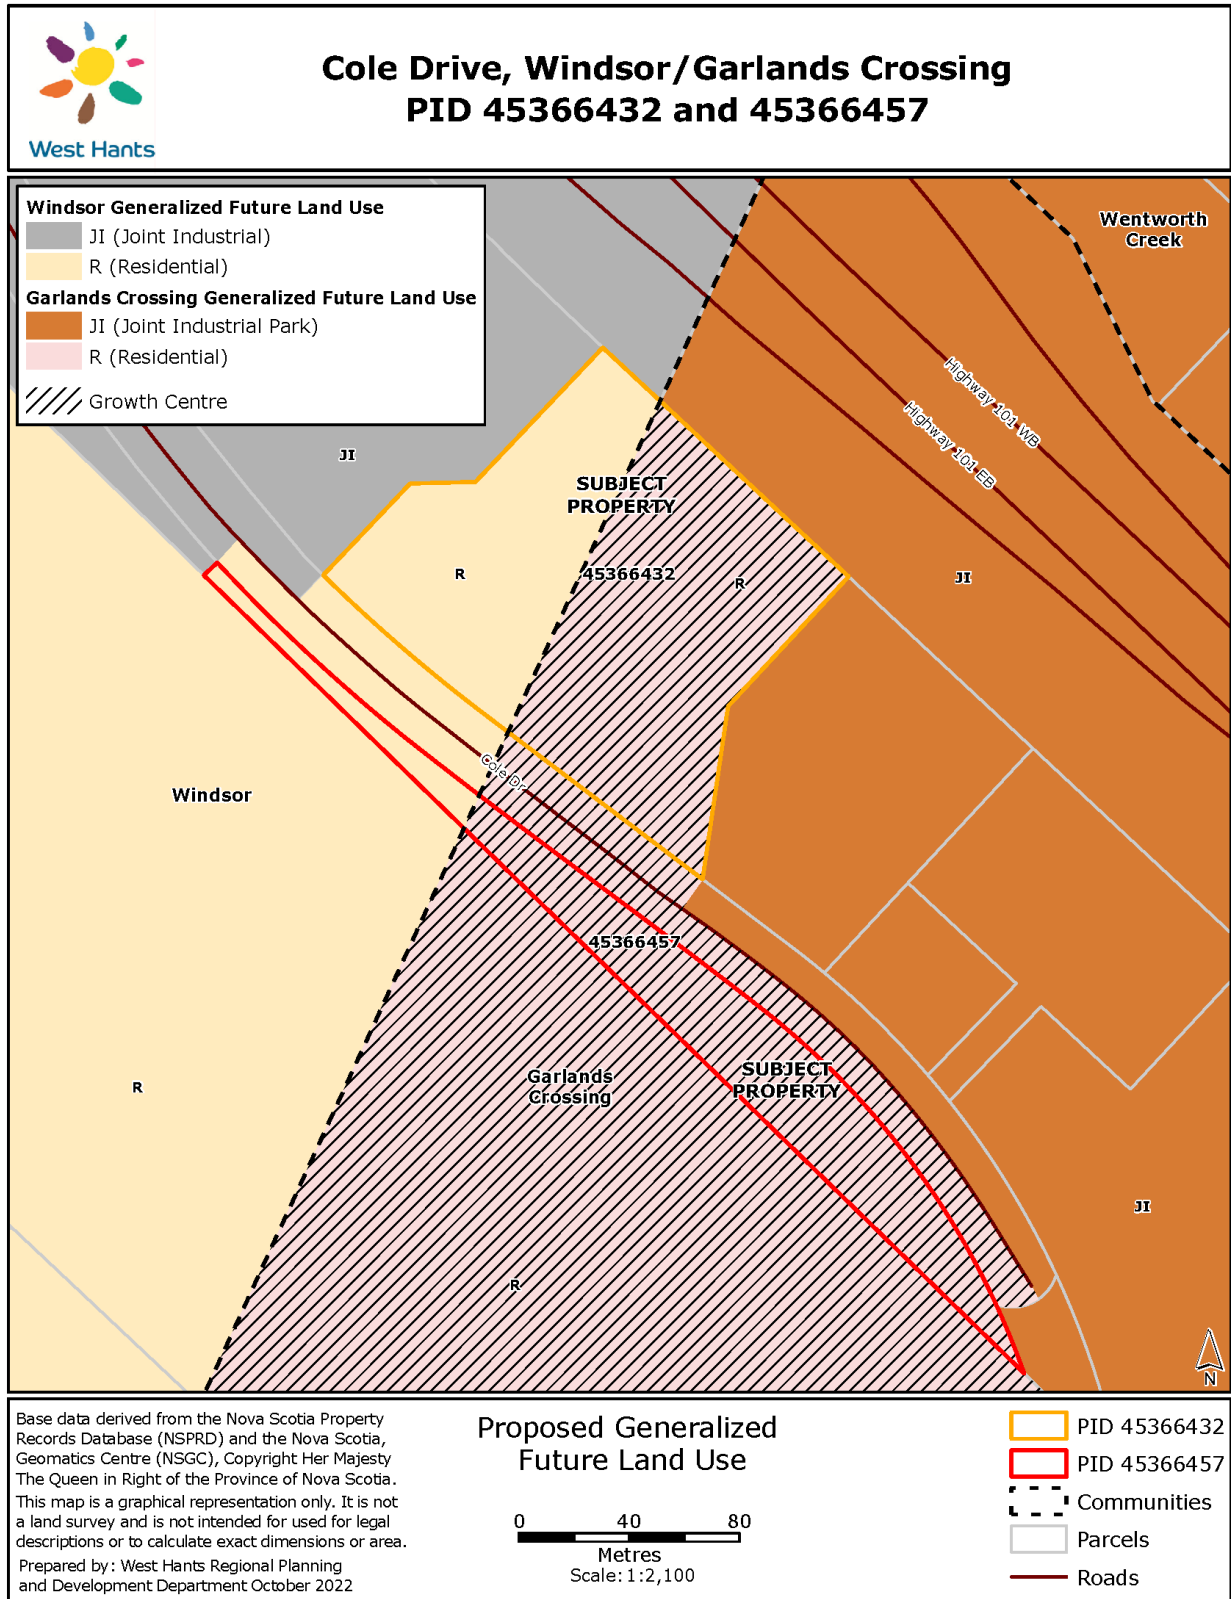 West Hants
Cole Drive, Windsor/Garlands Crossing
PID 45366432 and 45366457
Windsor Generalized Future Land Use
JI (Joint Industrial)
R (Residential)
Garlands Crossing Generalized Future Land Use
JI (Joint Industrial Park)
R (Residential)
Growth Centre
Wentworth
Creek
Highway 101 WB
Highway 101 EB
JI
SUBJECT
PROPERTY
R
45366432
R
JI
Cole Dr
Windsor
45366457
SUBJECT
PROPERTY
Garlands
Crossing
R
JI
R
N
Base data derived from the Nova Scotia Property
Records Database (NSPRD) and the Nova Scotia,
Geomatics Centre (NSGC), Copyright Her Majesty
The Queen in Right of the Province of Nova Scotia.
This map is a graphical representation only. It is not
a land survey and is not intended for used for legal
descriptions or to calculate exact dimensions or area.
Prepared by: West Hants Regional Planning
and Development Department October 2022
Proposed Generalized
Future Land Use
0 40 80
Metres
Scale: 1:2,100
PID 45366432
PID 45366457
Communities
Parcels
Roads